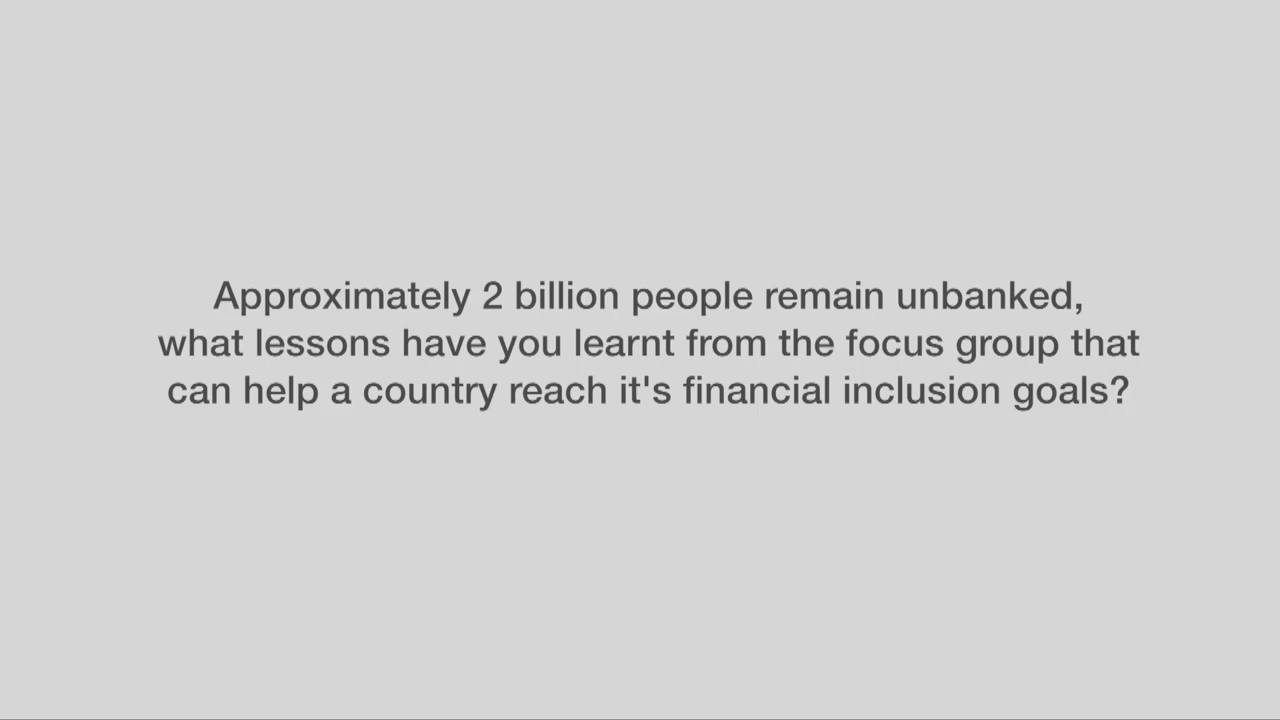 Approximately 2 billion people remain unbanked,
what lessons have you learnt from the focus group that
can help a country reach it's financial inclusion goals?